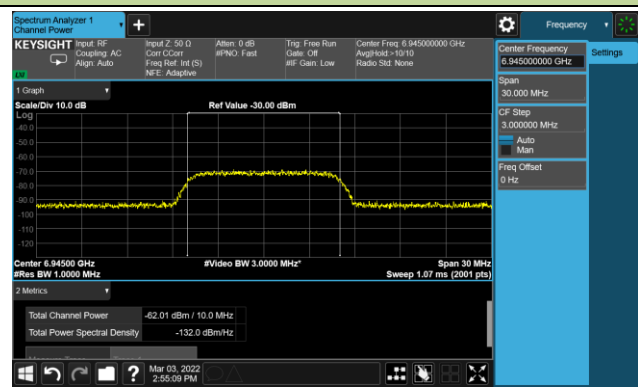 Spectrum Analyzer 1
Channel Power
Frequency
KEYSIGHT
Input: RF
Coupling: AC
Align: Auto
Input Z: 50 Ω
Corr CCorr
Freq Ref: Int (S)
NFE: Adaptive
Atten: 0 dB
#PNO: Fast
Trig: Free Run
Gate: Off
#IF Gain: Low
Center Freq: 6.945000000 GHz
Avg|Hold:>10/10
Radio Std: None
LW
Center Frequency
6.945000000 GHz
Settings
Span
30.000 MHz
CF Step
3.000000 MHz
Auto
Man
Freq Offset
0 Hz
1 Graph
Scale/Div 10.0 dB
Ref Value -30.00 dBm
Log
-40.0
-50.0
-60.0
-70.0
-80.0
-90.0
-100
-110
-120
Center 6.94500 GHz
#Video BW 3.0000 MHz*
Span 30 MHz
#Res BW 1.0000 MHz
Sweep 1.07 ms (2001 pts)
2 Metrics
Total Channel Power
-62.01 dBm / 10.0 MHz
Total Power Spectral Density
-132.0 dBm/Hz
Mar 03, 2022
2:55:09 PM